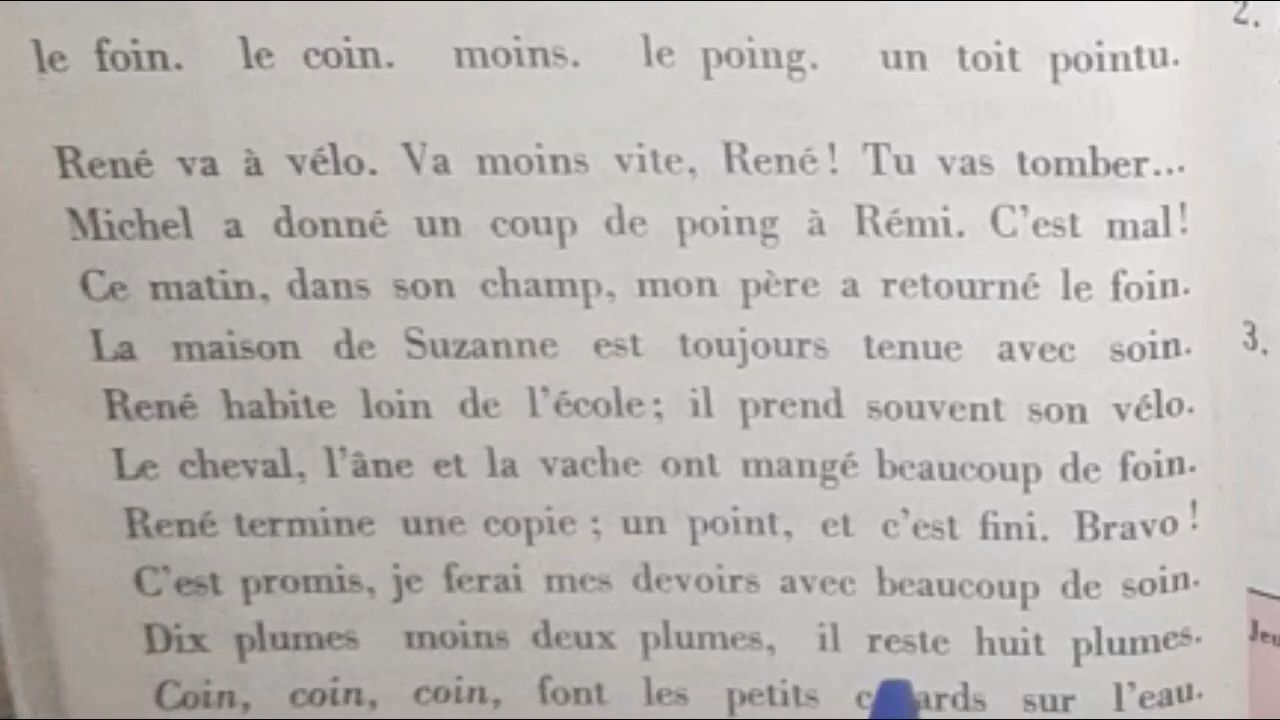 2.
le foin. le coin. moins. le poing. un toit pointu.
René va à vélo. Va moins vite, René! Tu vas tomber...
Michel a donné un coup de poing à Rémi. C'est mal!
Ce matin, dans son champ, mon père a retourné le foin.
La maison de Suzanne est toujours tenue avec soin.
3.
René habite loin de l'école; il prend souvent son vélo.
Le cheval, l'âne et la vache ont mangé beaucoup de foin.
René termine une copie ; un point, et c'est fini. Bravo!
C'est promis, je ferai mes devoirs avec beaucoup de soin.
Dix plumes moins deux plumes, il reste huit plumes.
Coin, coin, coin, font les petits sur l'eau.